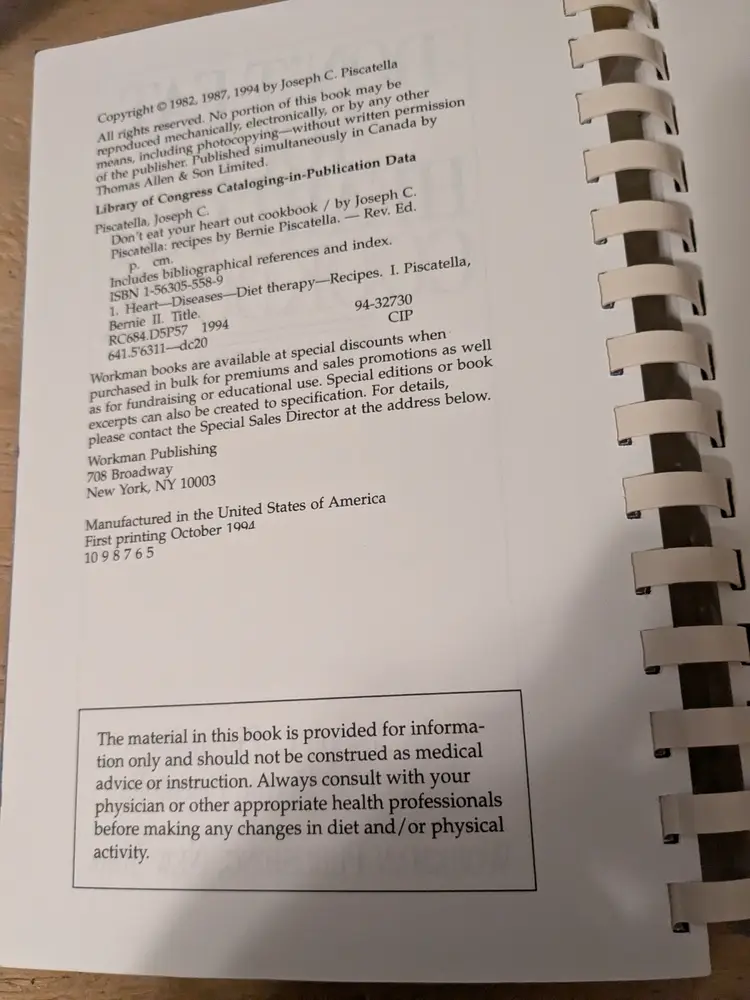 Copyright © 1982, 1987, 1994 by Joseph C. Piscatella
All rights reserved. No portion of this book may be
reproduced mechanically, electronically, or by any other
means, including photocopying—without written permission
of the publisher. Published simultaneously in Canada by
Thomas Allen & Son Limited.
Library of Congress Cataloging-in-Publication Data
Piscatella, Joseph C.
Don't eat your heart out cookbook / by Joseph C.
Piscatella: recipes by Bernie Piscatella. — Rev. Ed.
p. cm.
Includes bibliographical references and index.
ISBN 1-56305-558-9
1. Heart—Diseases—Diet therapy—Recipes. I. Piscatella,
Bernie II. Title.
RC684.D5P57 1994 94-32730
641.5'6311—dc20 CIP
Workman books are available at special discounts when
purchased in bulk for premiums and sales promotions as well
as for fundraising or educational use. Special editions or book
excerpts can also be created to specification. For details,
please contact the Special Sales Director at the address below.
Workman Publishing
708 Broadway
New York, NY 10003
Manufactured in the United States of America
First printing October 1994
10 9 8 7 6 5
The material in this book is provided for informa-
tion only and should not be construed as medical
advice or instruction. Always consult with your
physician or other appropriate health professionals
before making any changes in diet and/or physical
activity.